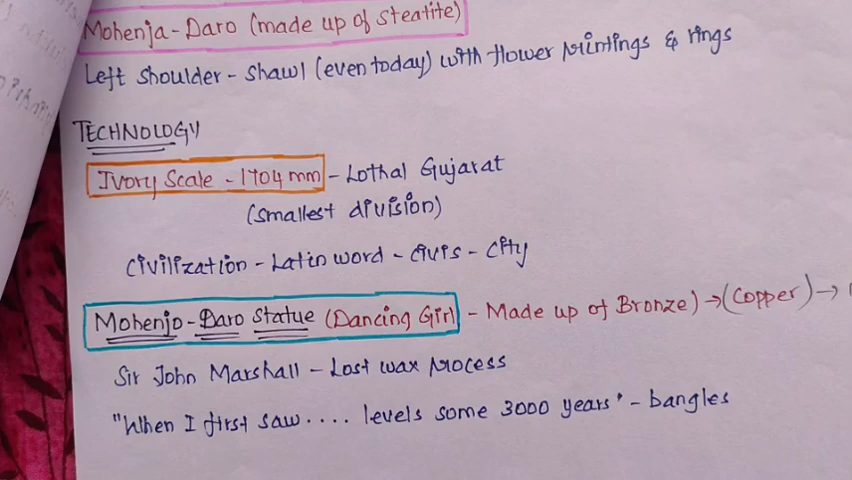 Mohenja-Daro (made up of steatite)
Left shoulder - shawl (even today) with flower printings & rings
TECHNOLOGY
Ivory Scale - 1704 mm - Lothal Gujarat
(smallest division)
Civilization - Latin word - civis - city
Mohenjo-Daro Statue (Dancing Girl - Made up of Bronze) → (Copper) →
Sir John Marshall - Lost wax process
"When I first saw.... levels some 3000 years" - bangles